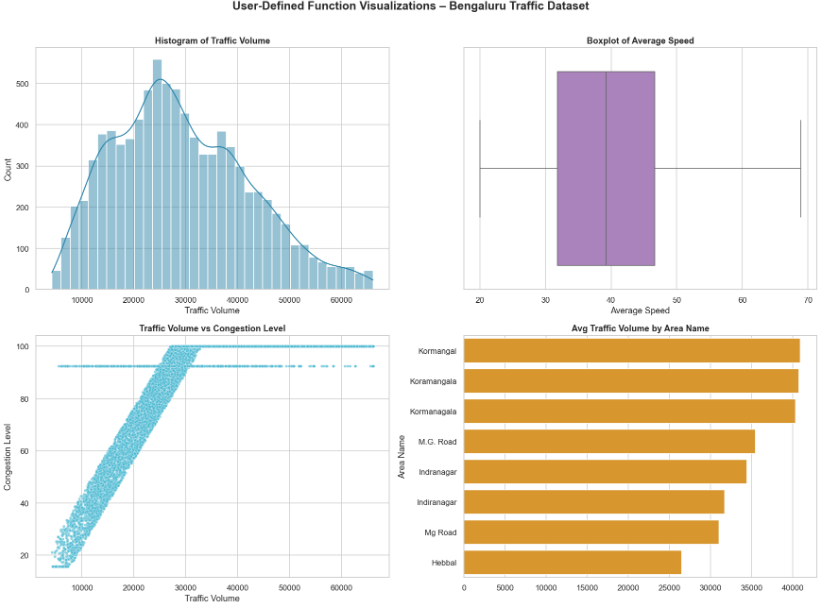 User-Defined Function Visualizations – Bengaluru Traffic Dataset
Histogram of Traffic Volume
Count
500
400
300
200
100
0
10000 20000 30000 40000 50000 60000
Traffic Volume
Boxplot of Average Speed
20 30 40 50 60 70
Average Speed
Traffic Volume vs Congestion Level
Congestion Level
100
80
60
40
20
10000 20000 30000 40000 50000 60000
Traffic Volume
Avg Traffic Volume by Area Name
Area Name
Kormangal
Koramangala
Kormanagala
M.G. Road
Indranagar
Indiranagar
Mg Road
Hebbal
0 5000 10000 15000 20000 25000 30000 35000 40000